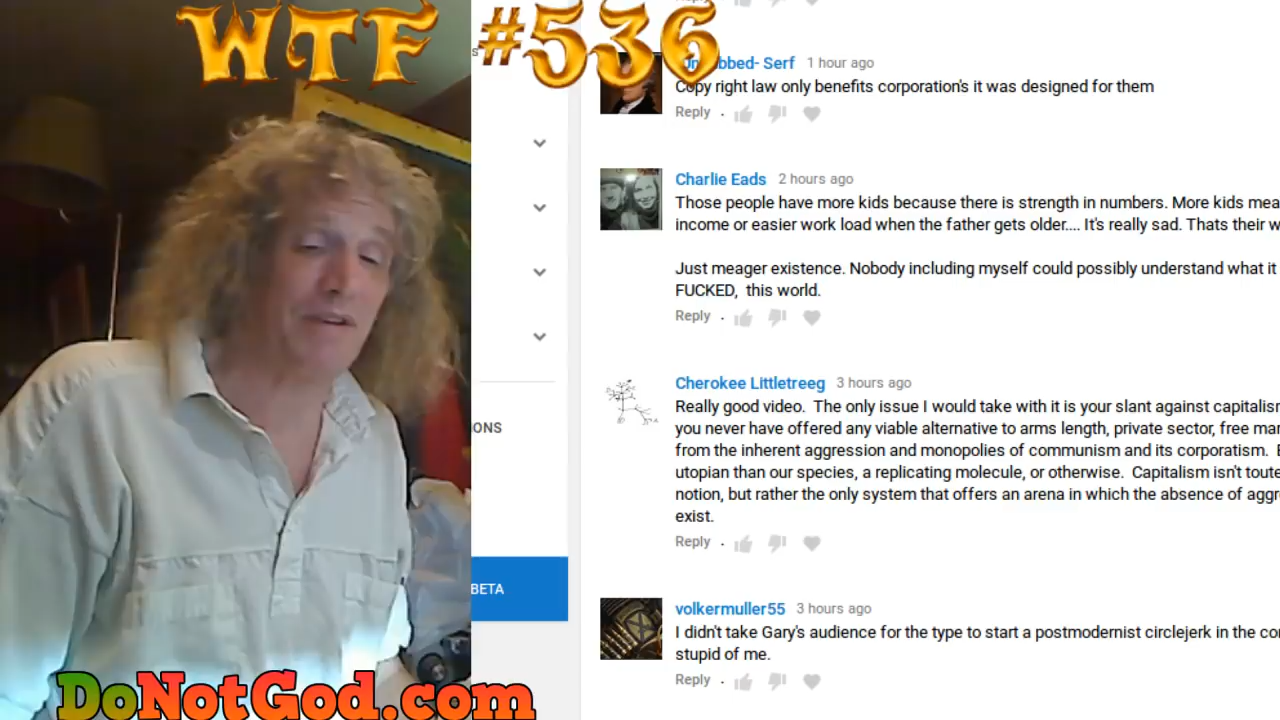 WTF #536
bbed- Serf 1 hour ago
Copy right law only benefits corporation's it was designed for them
Reply .
Charlie Eads 2 hours ago
Those people have more kids because there is strength in numbers. More kids mea
income or easier work load when the father gets older.... It's really sad. Thats their w
Just meager existence. Nobody including myself could possibly understand what it
FUCKED, this world.
Reply .
Cherokee Littletreeg 3 hours ago
Really good video. The only issue I would take with it is your slant against capitalism
you never have offered any viable alternative to arms length, private sector, free mar
from the inherent aggression and monopolies of communism and its corporatism.
utopian than our species, a replicating molecule, or otherwise. Capitalism isn't toute
notion, but rather the only system that offers an arena in which the absence of aggr
exist.
Reply .
ONS
BETA
volkermuller55 3 hours ago
I didn't take Gary's audience for the type to start a postmodernist circlejerk in the co
stupid of me.
Reply .
DoNotGod.com